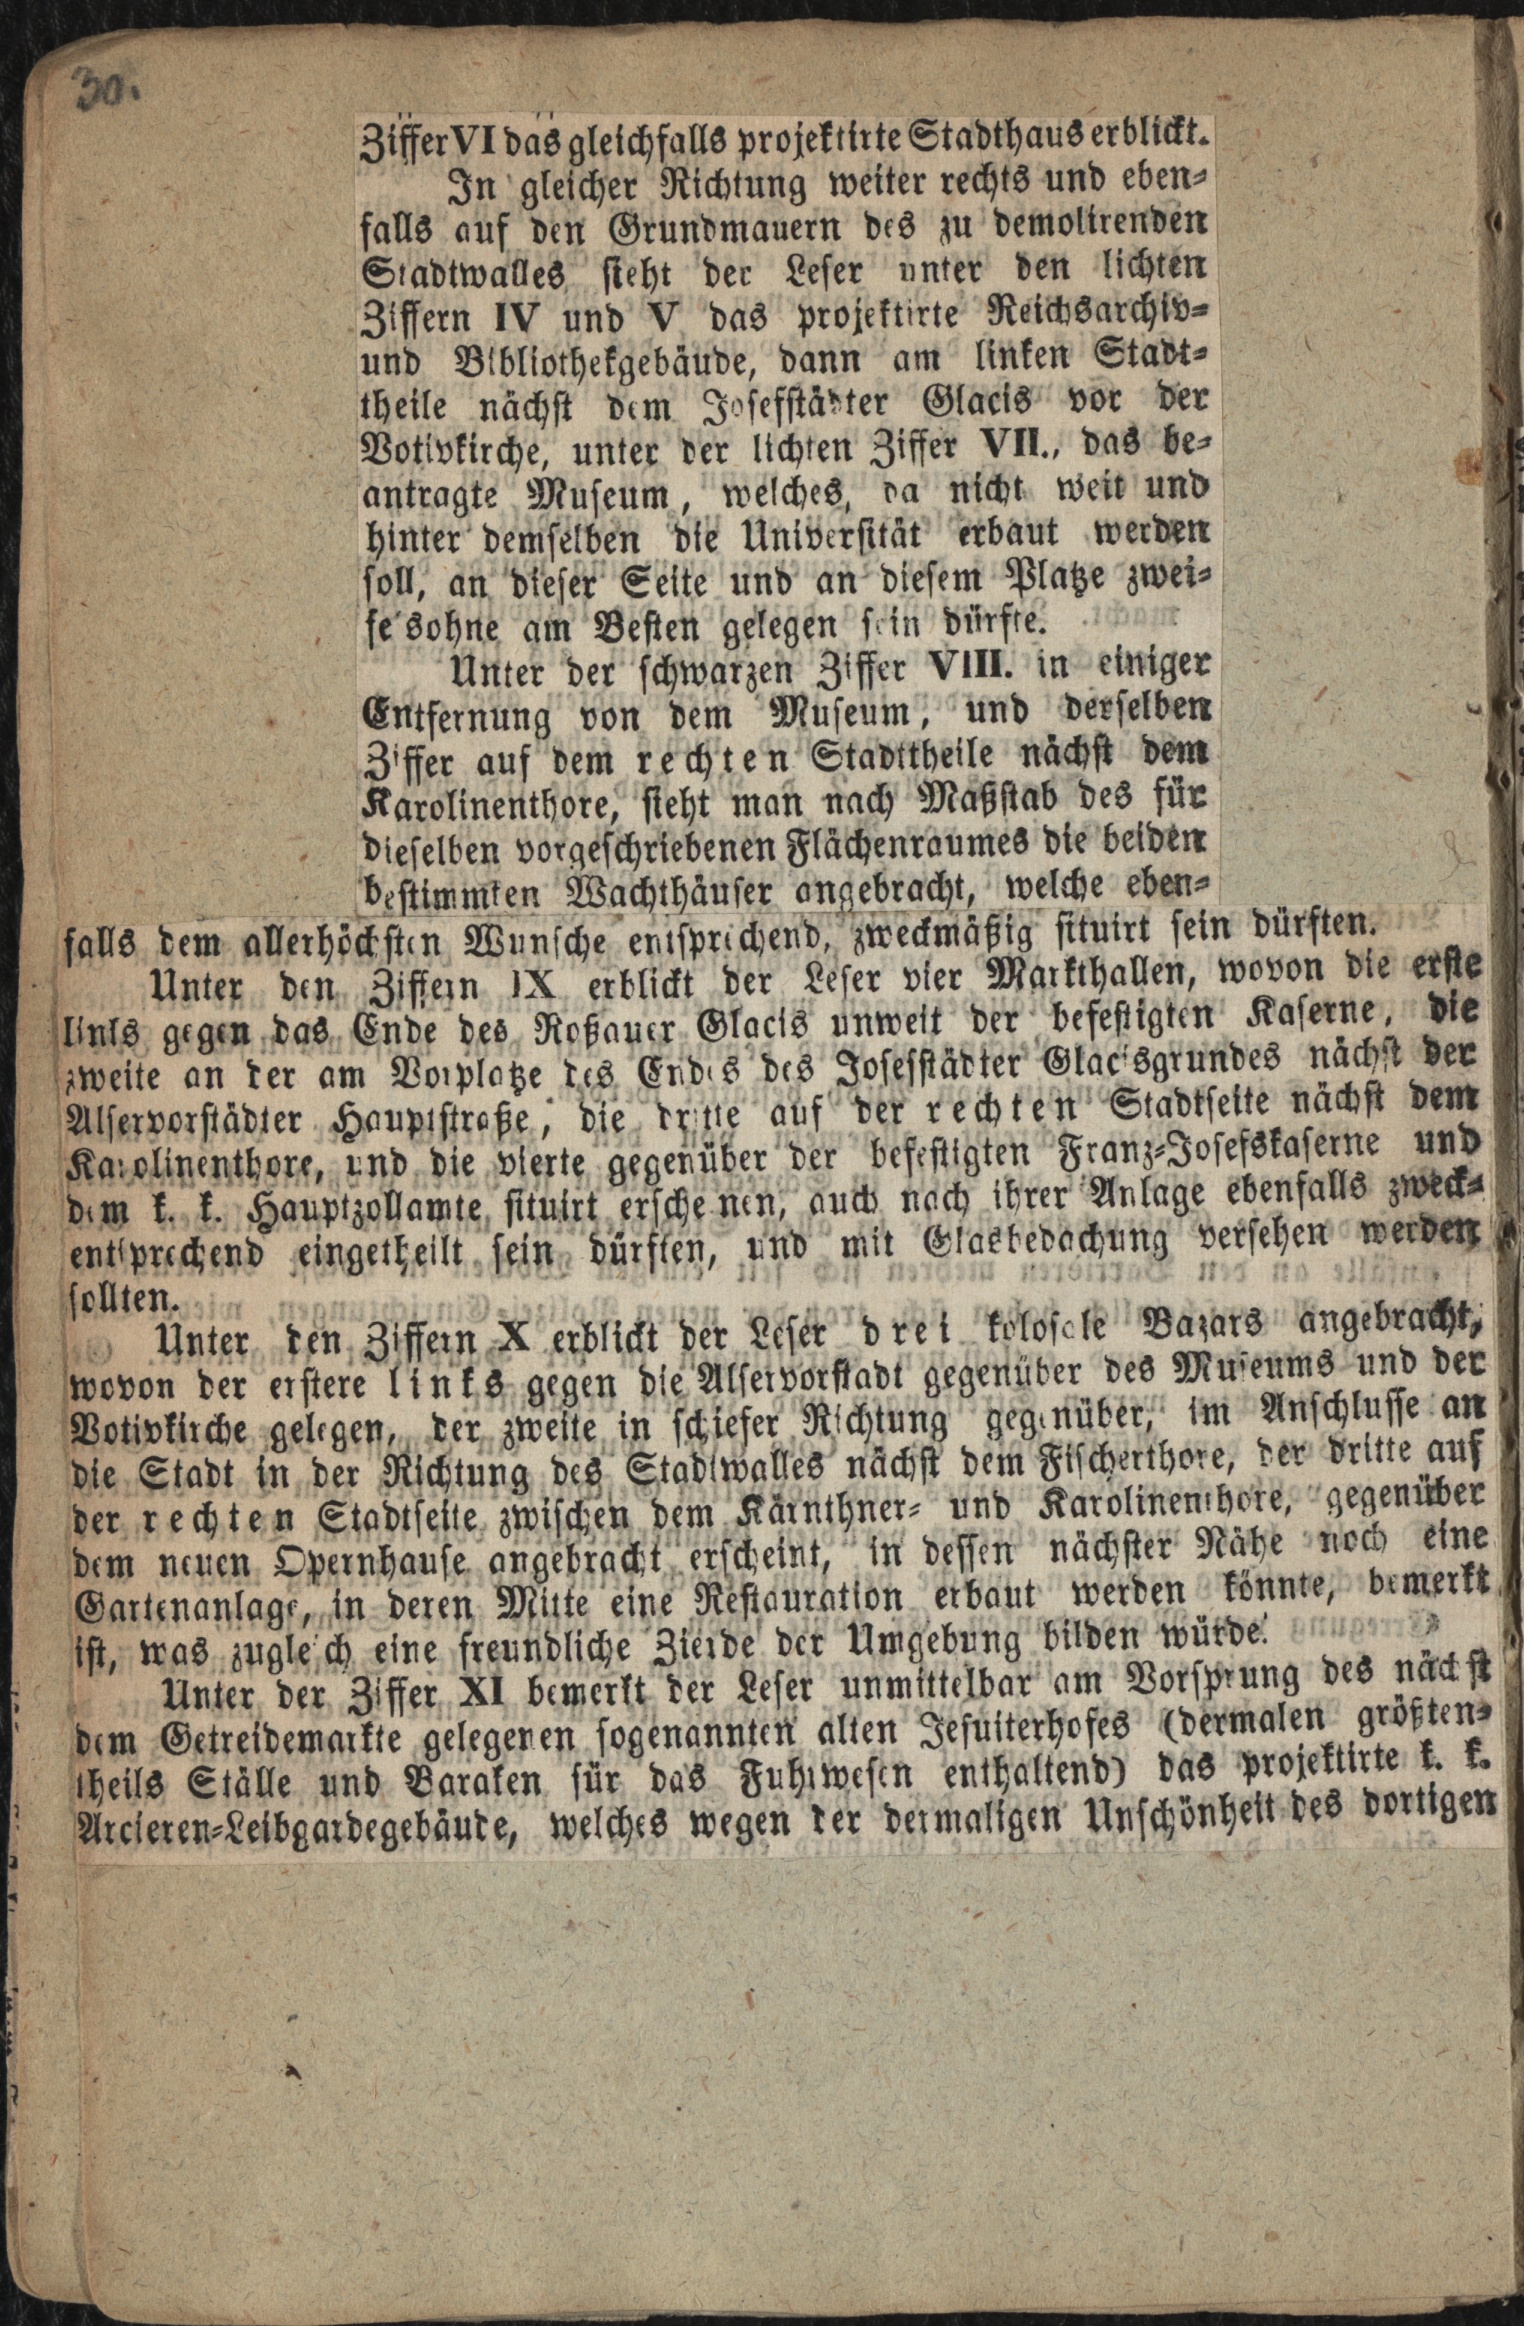 30.
Ziffer VI das gleichfalls projektirte Stadthaus erblickt.
In gleicher Richtung weiter rechts und eben-
falls auf den Grundmauern des zu demolirenden
Stadtwalles sieht der Leser unter den lichten
Ziffern IV und V das projektirte Reichsarchiv-
und Bibliothekgebäude, dann am linken Stadt-
theile nächst dem Josefstädter Glacis vor der
Votivkirche, unter der lichten Ziffer VII., das be-
antragte Museum, welches, da nicht weit und
hinter demselben die Universität erbaut werden
soll, an dieser Seite und an diesem Platze zwei-
felsohne am Besten gelegen sein dürfte.
Unter der schwarzen Ziffer VIII. in einiger
Entfernung von dem Museum, und derselben
Ziffer auf dem rechten Stadttheile nächst dem
Karolinenthore, sieht man nach Maßstab des für
dieselben vorgeschriebenen Flächenraumes die beiden
bestimmten Wachthäuser angebracht, welche eben-
falls dem allerhöchsten Wunsche entsprechend, zweckmäßig situirt sein dürften.
Unter den Ziffern IX erblickt der Leser vier Markthallen, wovon die erste
links gegen das Ende des Roßauer Glacis unweit der befestigten Kaserne, die
zweite an der am Vorplatze des Endes des Josefstädter Glacisgrundes nächst der
Alservorstädter Hauptstraße, die dritte auf der rechten Stadtseite nächst dem
Karolinenthore, und die vierte gegenüber der befestigten Franz-Josefskaserne und
dem k. k. Hauptzollamte situirt erscheinen, auch nach ihrer Anlage ebenfalls zweck-
entsprechend eingetheilt sein dürften, und mit Glasbedachung versehen werden
sollten.
Unter den Ziffern X erblickt der Leser drei kolosale Bazars angebracht,
wovon der erstere links gegen die Alservorstadt gegenüber des Museums und der
Votivkirche gelegen, der zweite in schiefer Richtung gegenüber, im Anschlusse an
die Stadt in der Richtung des Stadtwalles nächst dem Fischerthore, der dritte auf
der rechten Stadtseite zwischen dem Kärnthner- und Karolinenthore, gegenüber
dem neuen Opernhause angebracht erscheint, in dessen nächster Nähe noch eine
Gartenanlage, in deren Mitte eine Restauration erbaut werden könnte, bemerkt
ist, was zugleich eine freundliche Zierde der Umgebung bilden würde.
Unter der Ziffer XI bemerkt der Leser unmittelbar am Vorsprung des nächst
dem Getreidemarkte gelegenen sogenannten alten Jesuiterhofes (dermalen größten-
theils Ställe und Baraken für das Fuhrwesen enthaltend) das projektirte k. k.
Arcieren-Leibgardegebäude, welches wegen der dermaligen Unschönheit des dortigen